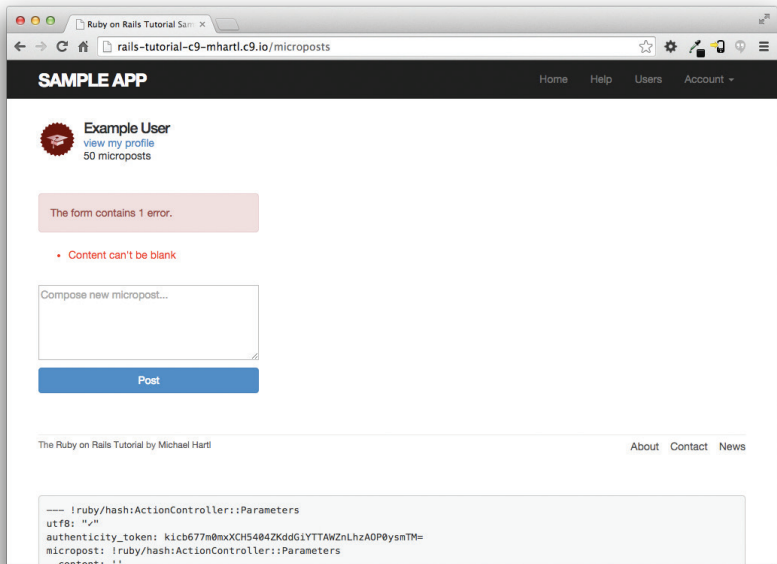 Ruby on Rails Tutorial Sam
rails-tutorial-c9-mhartl.c9.io/microposts
SAMPLE APP
Home Help Users Account
Example User
view my profile
50 microposts
The form contains 1 error.
• Content can't be blank
Compose new micropost...
Post
The Ruby on Rails Tutorial by Michael Hartl
About Contact News
--- !ruby/hash:ActionController::Parameters
utf8: "✓"
authenticity_token: kicb677m0mxXCH5404ZKddGiYTTAWZnLhzAOP0ysmTM=
micropost: !ruby/hash:ActionController::Parameters
content: ''